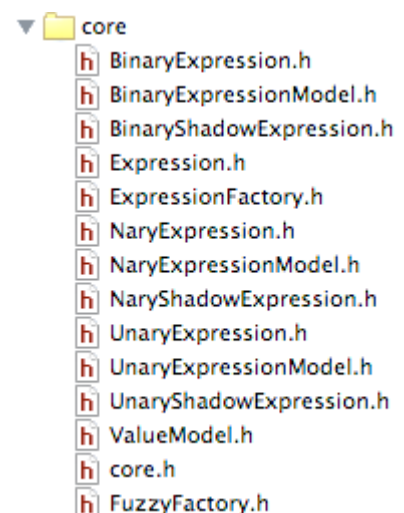 core
h BinaryExpression.h
h BinaryExpressionModel.h
h BinaryShadowExpression.h
h Expression.h
h ExpressionFactory.h
h NaryExpression.h
h NaryExpressionModel.h
h NaryShadowExpression.h
h UnaryExpression.h
h UnaryExpressionModel.h
h UnaryShadowExpression.h
h ValueModel.h
h core.h
h FuzzyFactory.h